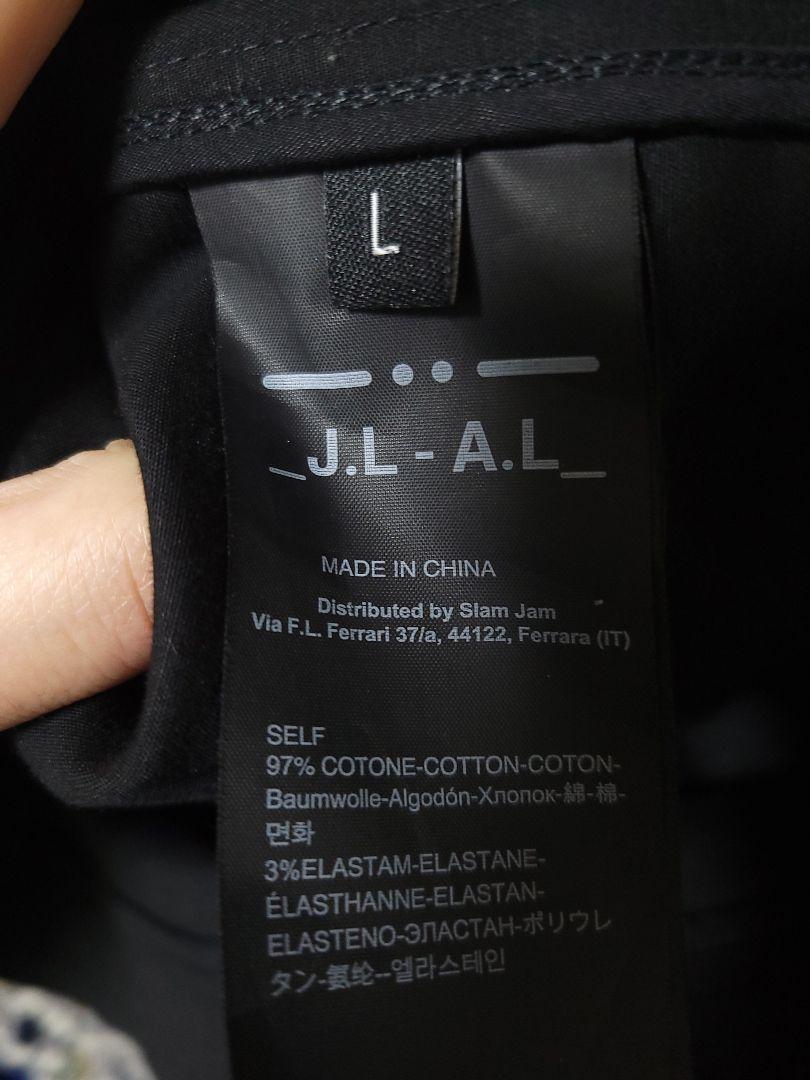 L
_J.L - A.L_
MADE IN CHINA
Distributed by Slam Jam
Via F.L. Ferrari 37/a, 44122, Ferrara (IT)
SELF
97% COTONE-COTTON-COTON-
Baumwolle-Algodón-Хлопок-綿-棉-
면화
3%ELASTAM-ELASTANE-
ÉLASTHANNE-ELASTAN-
ELASTENO-ЭЛАСТАН-ポリウレ
タン-氨纶--엘라스테인